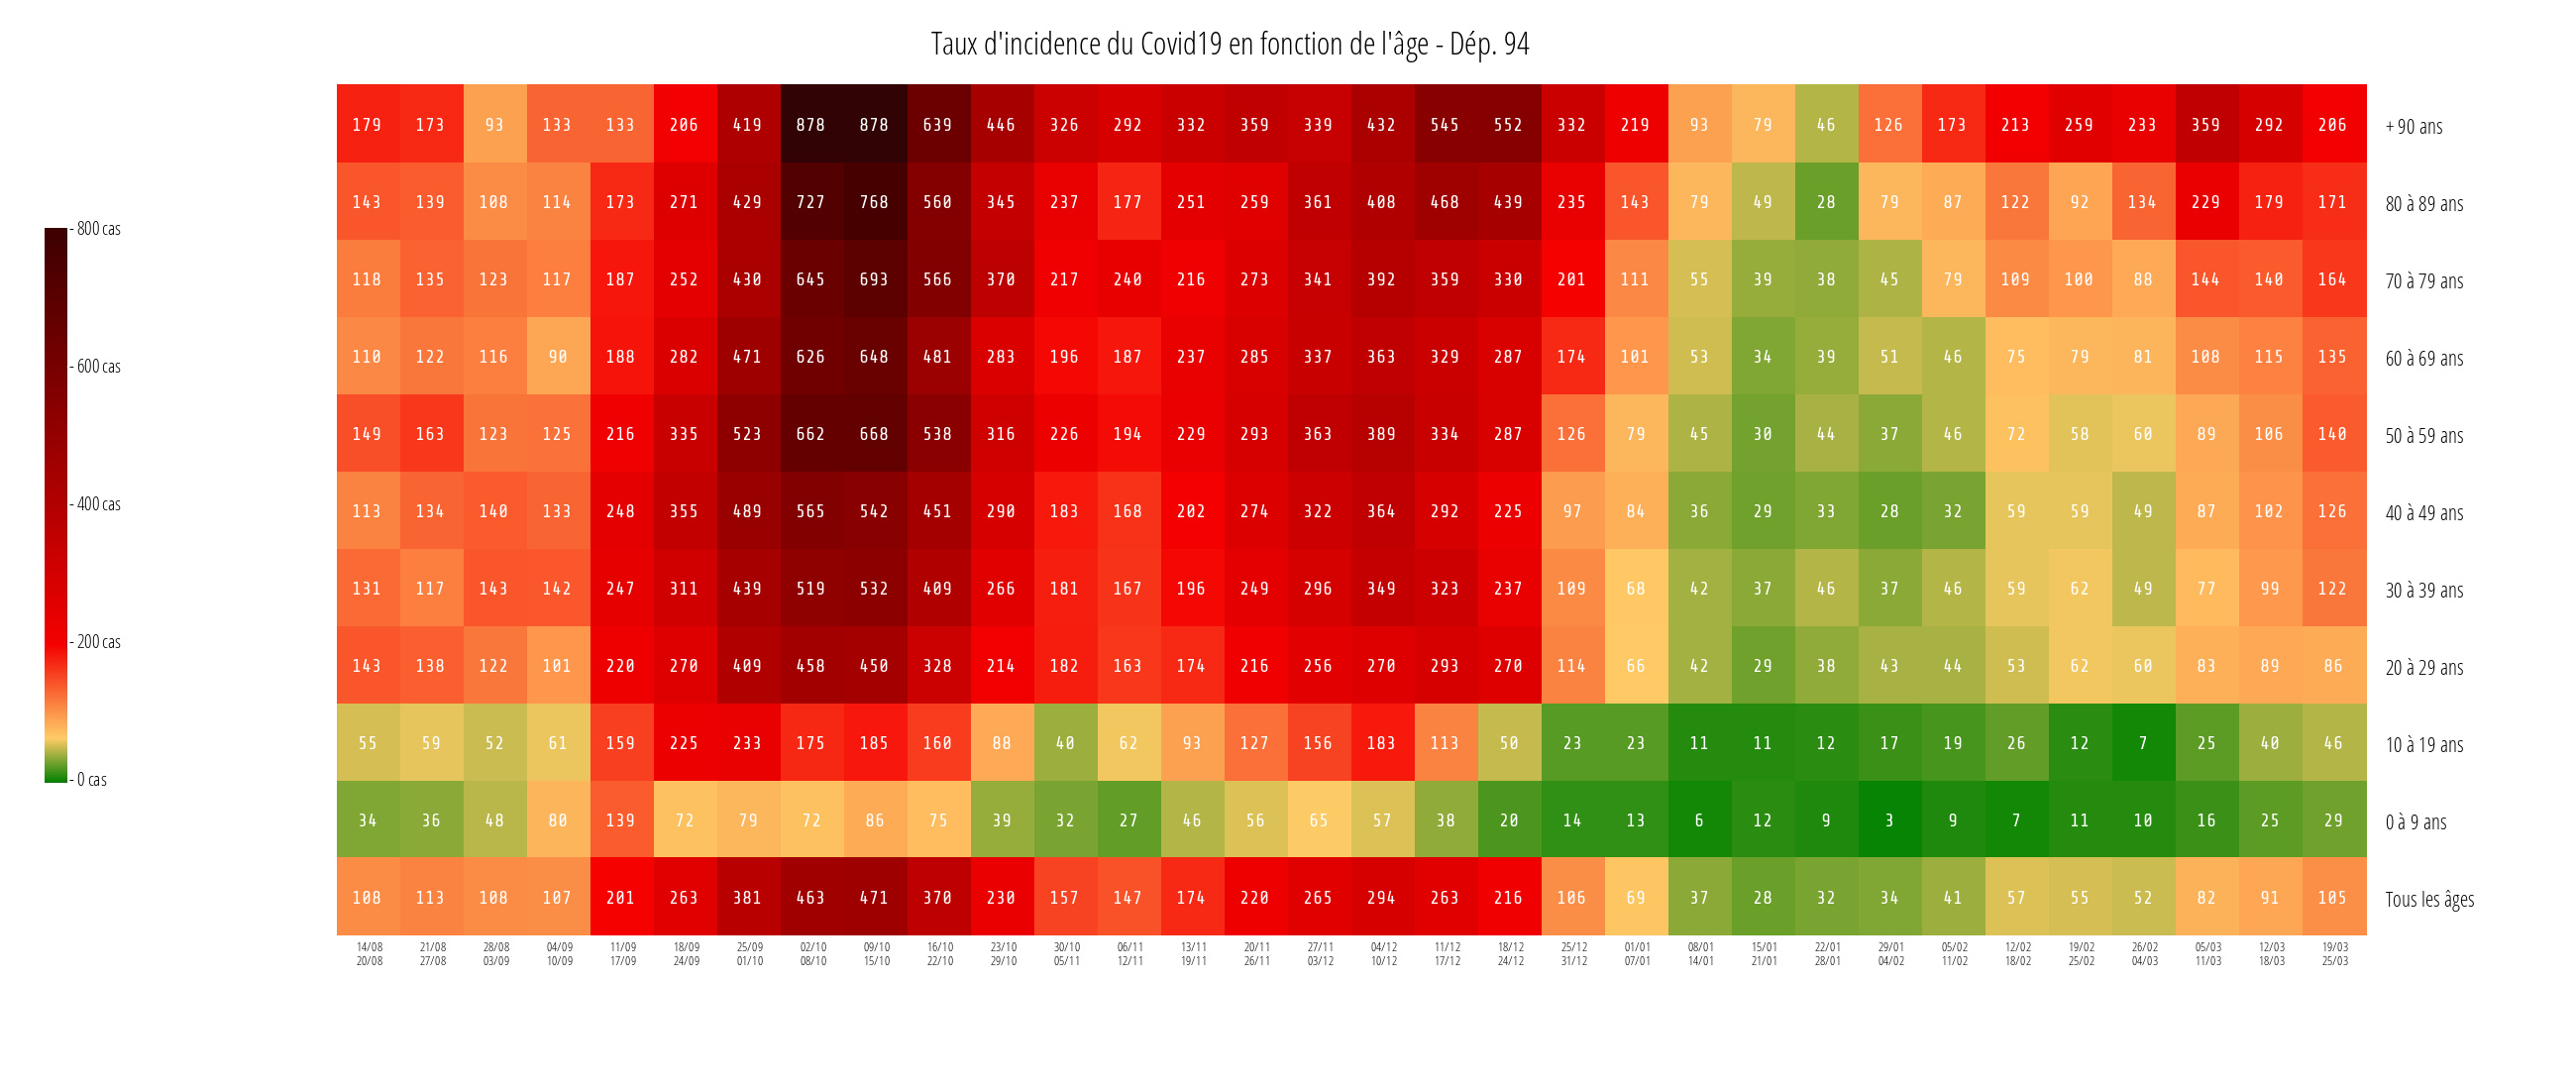 Taux d'incidence du Covid19 en fonction de l'âge - Dép. 94
179 173 93 133 133 206 419 878 878 639 446 326 292 332 359 339 432 545 552 332 219 93 79 46 126 173 213 259 233 359 292 206 + 90 ans
143 139 108 114 173 271 429 727 768 560 345 237 177 251 259 361 408 468 439 235 143 79 49 28 79 87 122 92 134 229 179 171 80 à 89 ans
118 135 123 117 187 252 430 645 693 566 370 217 240 216 273 341 392 359 330 201 111 55 39 38 45 79 109 100 88 144 140 164 70 à 79 ans
110 122 116 90 188 282 471 626 648 481 283 196 187 237 285 337 363 329 287 174 101 53 34 39 51 46 75 79 81 108 115 135 60 à 69 ans
149 163 123 125 216 335 523 662 668 538 316 226 194 229 293 363 389 334 287 126 79 45 30 44 37 46 72 58 60 89 106 140 50 à 59 ans
113 134 140 133 248 355 489 565 542 451 290 183 168 202 274 322 364 292 225 97 84 36 29 33 28 32 59 59 49 87 102 126 40 à 49 ans
131 117 143 142 247 311 439 519 532 409 266 181 167 196 249 296 349 323 237 109 68 42 37 46 37 46 59 62 49 77 99 122 30 à 39 ans
143 138 122 101 220 270 409 458 450 328 214 182 163 174 216 256 270 293 270 114 66 42 29 38 43 44 53 62 60 83 89 86 20 à 29 ans
55 59 52 61 159 225 233 175 185 160 88 40 62 93 127 156 183 113 50 23 23 11 11 12 17 19 26 12 7 25 40 46 10 à 19 ans
34 36 48 80 139 72 79 72 86 75 39 32 27 46 56 65 57 38 20 14 13 6 12 9 3 9 7 11 10 16 25 29 0 à 9 ans
108 113 108 107 201 263 381 463 471 370 230 157 147 174 220 265 294 263 216 106 69 37 28 32 34 41 57 55 52 82 91 105 Tous les âges
14/08 21/08 28/08 04/09 11/09 18/09 25/09 02/10 09/10 16/10 23/10 30/10 06/11 13/11 20/11 27/11 04/12 11/12 18/12 25/12 01/01 08/01 15/01 22/01 29/01 05/02 12/02 19/02 26/02 05/03 12/03 19/03
20/08 27/08 03/09 10/09 17/09 24/09 01/10 08/10 15/10 22/10 29/10 05/11 12/11 19/11 26/11 03/12 10/12 17/12 24/12 31/12 07/01 14/01 21/01 28/01 04/02 11/02 18/02 25/02 04/03 11/03 18/03 25/03
- 800 cas
- 600 cas
- 400 cas
- 200 cas
- 0 cas